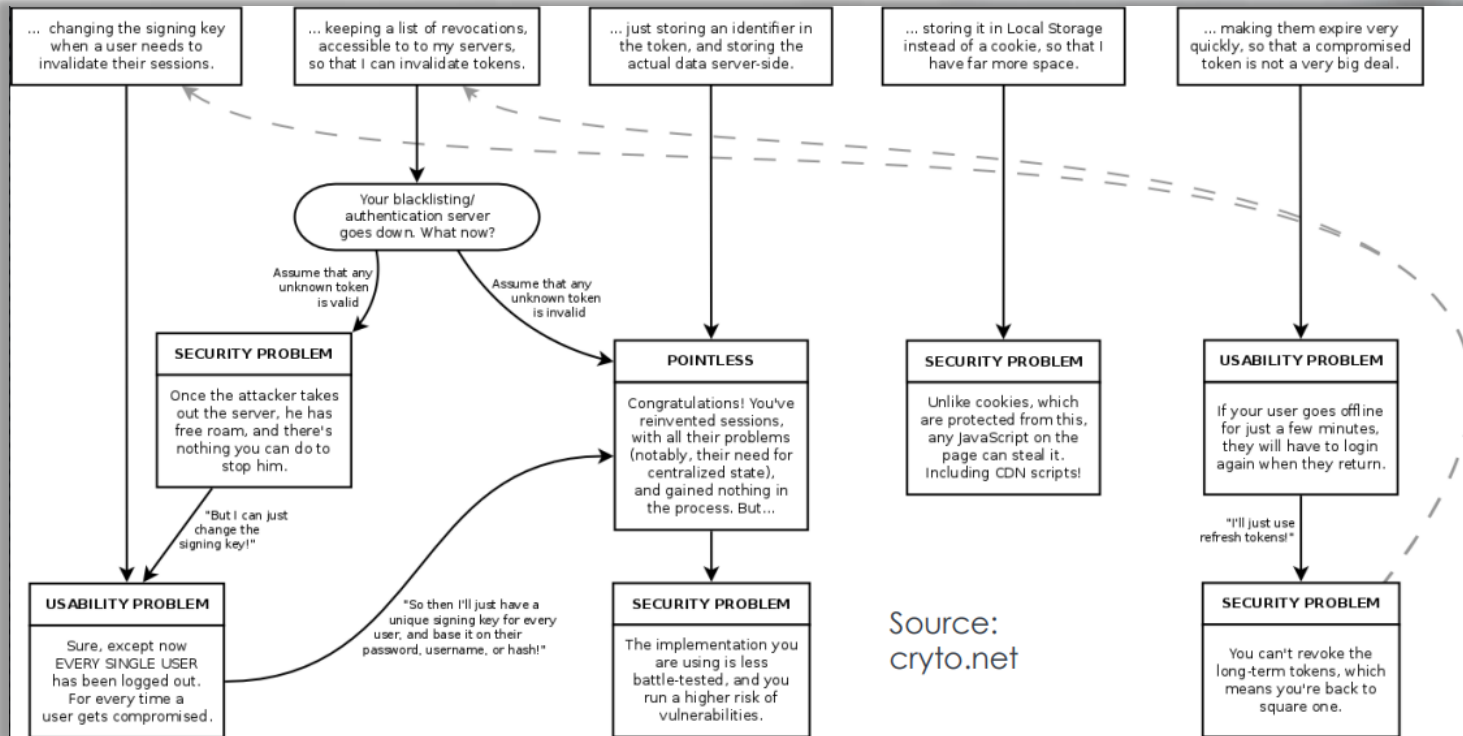 ... changing the signing key
when a user needs to
invalidate their sessions.
... keeping a list of revocations,
accessible to to my servers,
so that I can invalidate tokens.
... just storing an identifier in
the token, and storing the
actual data server-side.
... storing it in Local Storage
instead of a cookie, so that I
have far more space.
... making them expire very
quickly, so that a compromised
token is not a very big deal.
Your blacklisting/
authentication server
goes down. What now?
Assume that any
unknown token
is valid
Assume that any
unknown token
is invalid
SECURITY PROBLEM
Once the attacker takes
out the server, he has
free roam, and there's
nothing you can do to
stop him.
POINTLESS
Congratulations! You've
reinvented sessions,
with all their problems
(notably, their need for
centralized state),
and gained nothing in
the process. But...
SECURITY PROBLEM
Unlike cookies, which
are protected from this,
any JavaScript on the
page can steal it.
Including CDN scripts!
USABILITY PROBLEM
If your user goes offline
for just a few minutes,
they will have to login
again when they return.
"But I can just
change the
signing key!"
"I'll just use
refresh tokens!"
USABILITY PROBLEM
Sure, except now
EVERY SINGLE USER
has been logged out.
For every time a
user gets compromised.
"So then I'll just have a
unique signing key for every
user, and base it on their
password, username, or hash!"
SECURITY PROBLEM
The implementation you
are using is less
battle-tested, and you
run a higher risk of
vulnerabilities.
Source:
cryto.net
SECURITY PROBLEM
You can't revoke the
long-term tokens, which
means you're back to
square one.